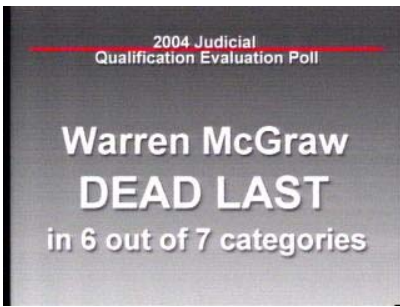 2004 Judicial
Qualification Evaluation Poll
Warren McGraw
DEAD LAST
in 6 out of 7 categories